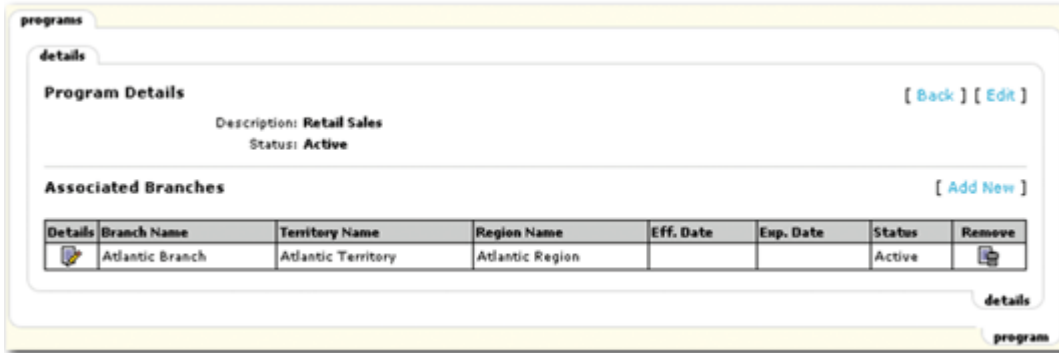 programs
details
Program Details [ Back ] [ Edit ]
Description: Retail Sales
Status: Active
Associated Branches [ Add New ]
Details Branch Name Territory Name Region Name Eff. Date Exp. Date Status Remove
Atlantic Branch Atlantic Territory Atlantic Region Active
details
program